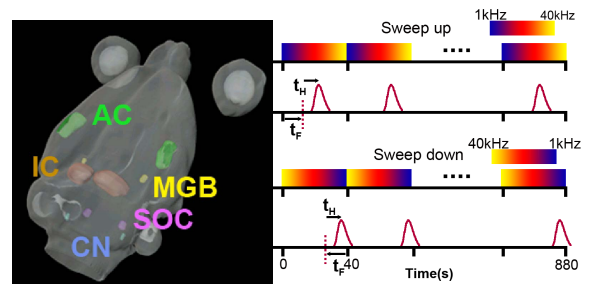 AC
IC
MGB
SOC
CN
Sweep up
1kHz
40kHz
....
tH
tF
Sweep down
40kHz
1kHz
....
tH
tF
0
40
880
Time(s)